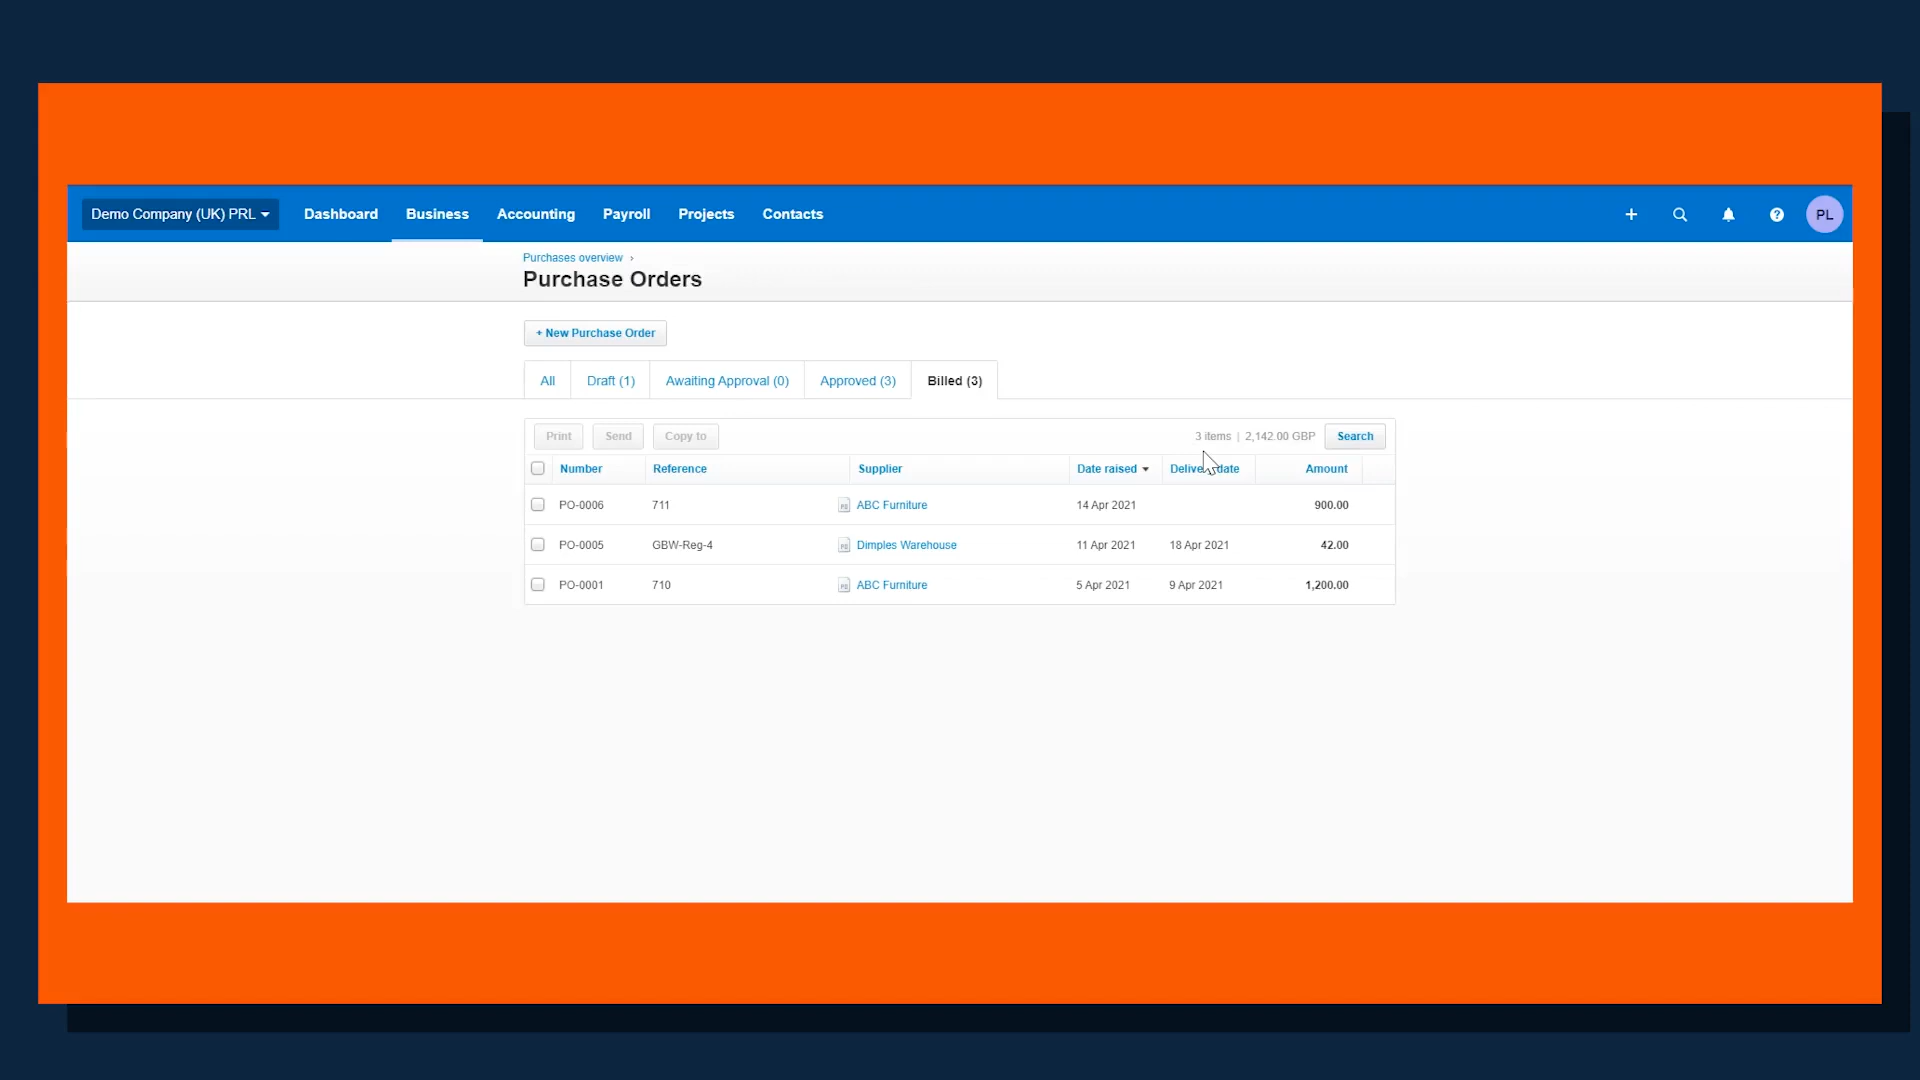 Demo Company (UK) PRL Dashboard Business Accounting Payroll Projects Contacts + ? PL
Purchases overview ›
Purchase Orders
+ New Purchase Order
All Draft (1) Awaiting Approval (0) Approved (3) Billed (3)
Print Send Copy to 3 items | 2,142.00 GBP Search
Number Reference Supplier Date raised Delivery date Amount
PO-0006 711 ABC Furniture 14 Apr 2021 900.00
PO-0005 GBW-Reg-4 Dimples Warehouse 11 Apr 2021 18 Apr 2021 42.00
PO-0001 710 ABC Furniture 5 Apr 2021 9 Apr 2021 1,200.00